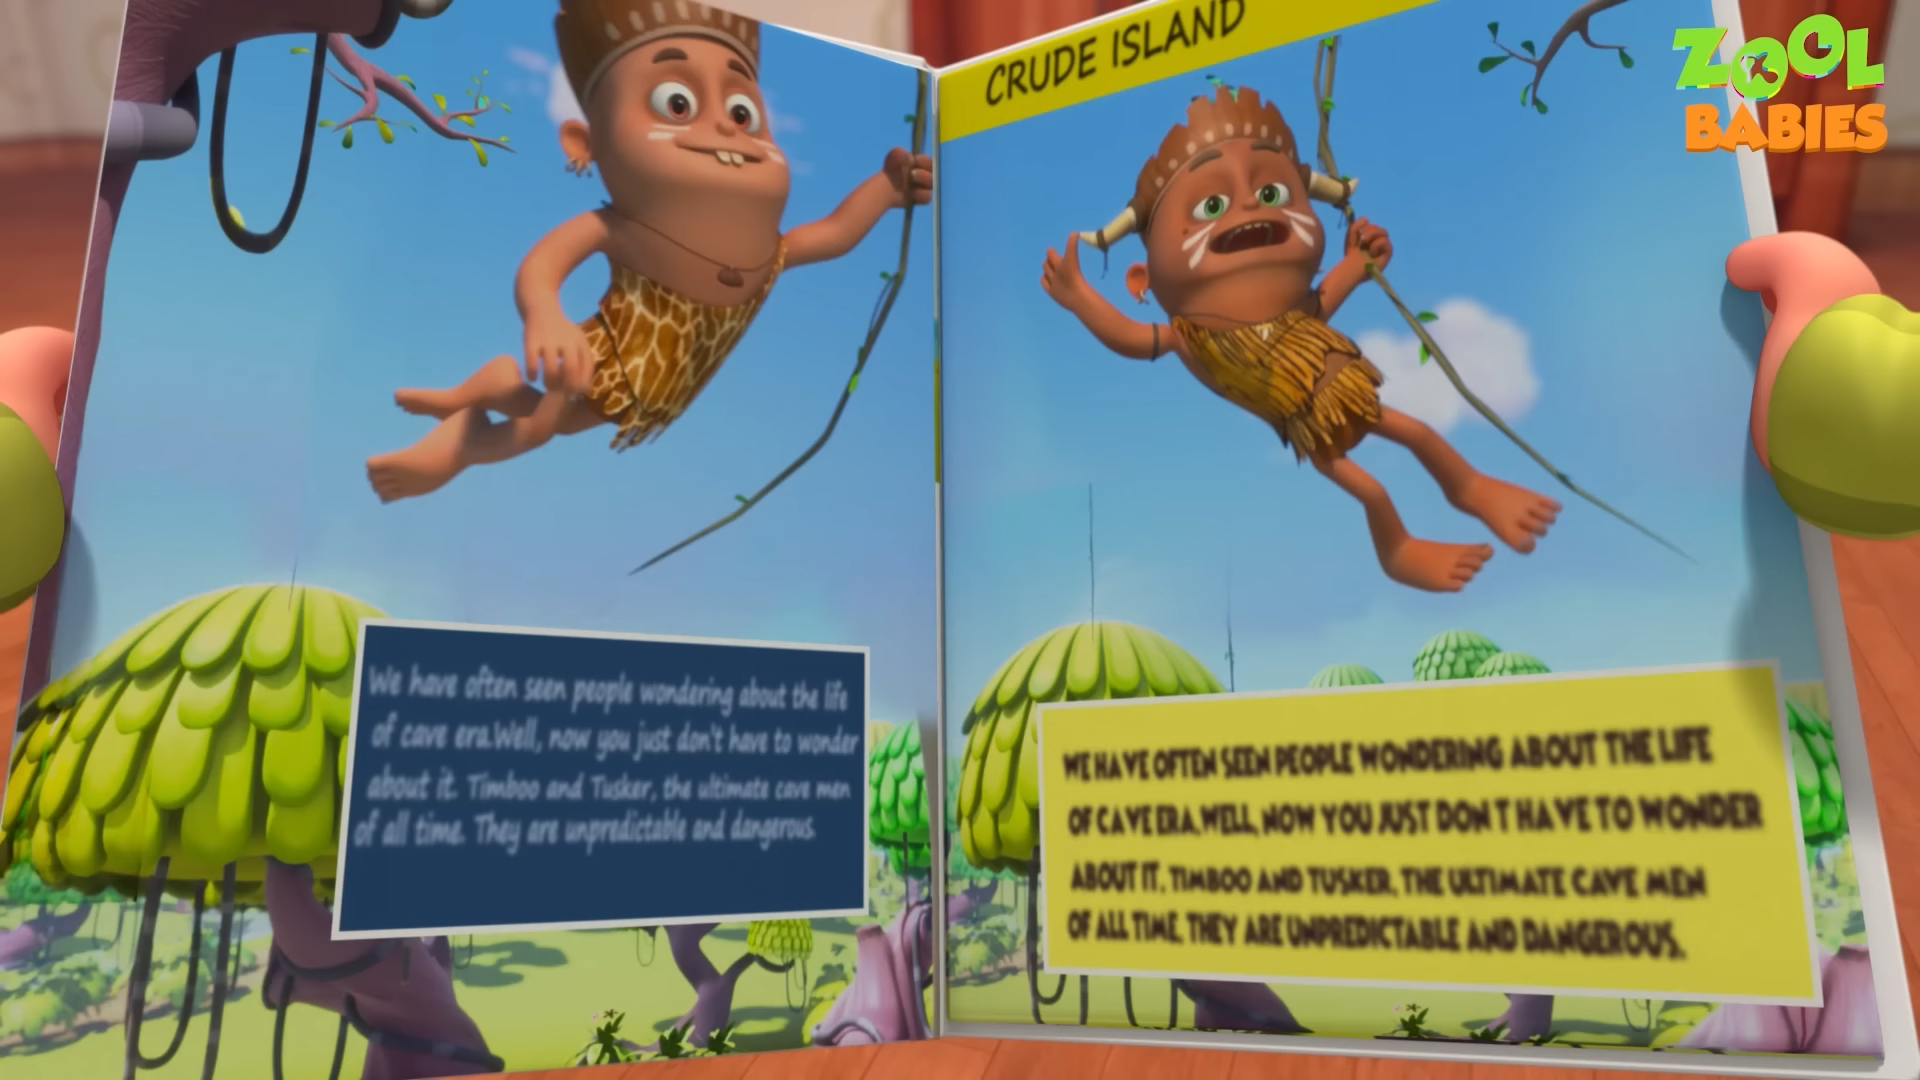 CRUDE ISLAND
ZOOL
BABIES
We have often seen people wondering about the life
of cave era.Well, now you just don't have to wonder
about it. Timboo and Tusker, the ultimate cave men
of all time. They are unpredictable and dangerous.
WE HAVE OFTEN SEEN PEOPLE WONDERING ABOUT THE LIFE
OF CAVE ERA.WELL, NOW YOU JUST DON'T HAVE TO WONDER
ABOUT IT. TIMBOO AND TUSKER, THE ULTIMATE CAVE MEN
OF ALL TIME. THEY ARE UNPREDICTABLE AND DANGEROUS.